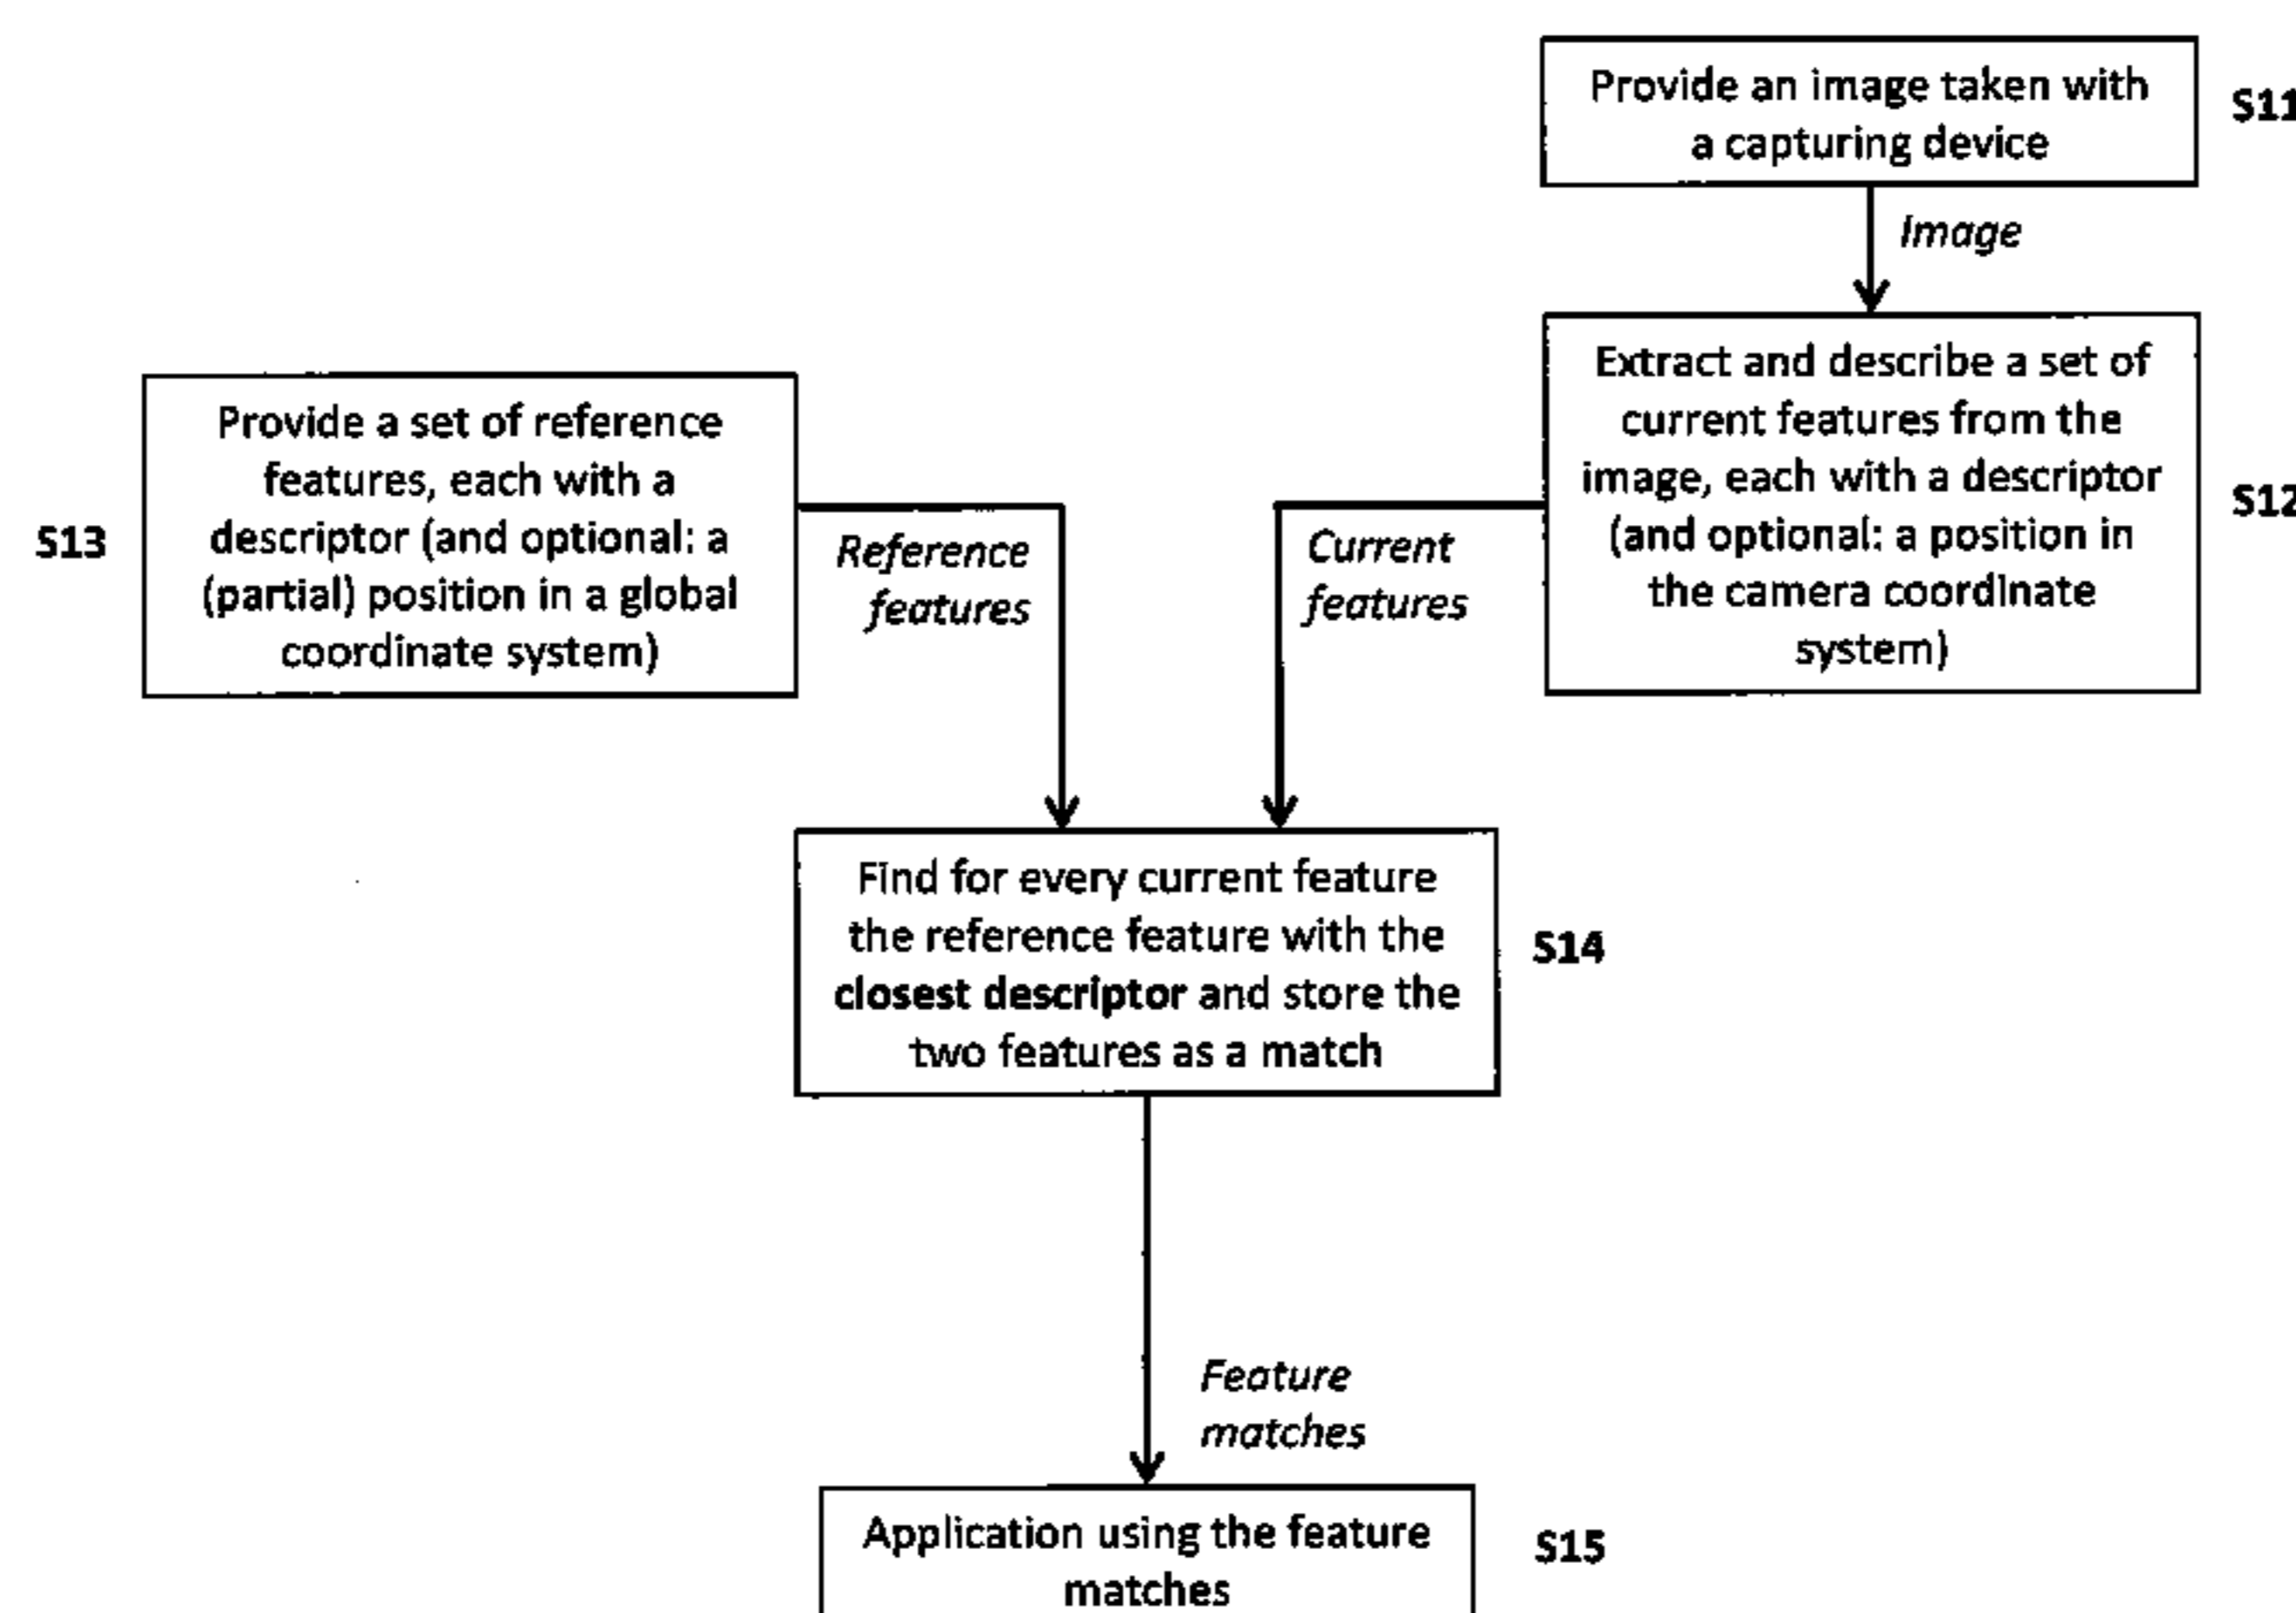 Provide an image taken with
a capturing device
S11
Image
Extract and describe a set of
current features from the
image, each with a descriptor
(and optional: a position in
the camera coordinate
system)
S12
Provide a set of reference
features, each with a
descriptor (and optional: a
(partial) position in a global
coordinate system)
S13
Reference
features
Current
features
Find for every current feature
the reference feature with the
closest descriptor and store the
two features as a match
S14
Feature
matches
Application using the feature
matches
S15